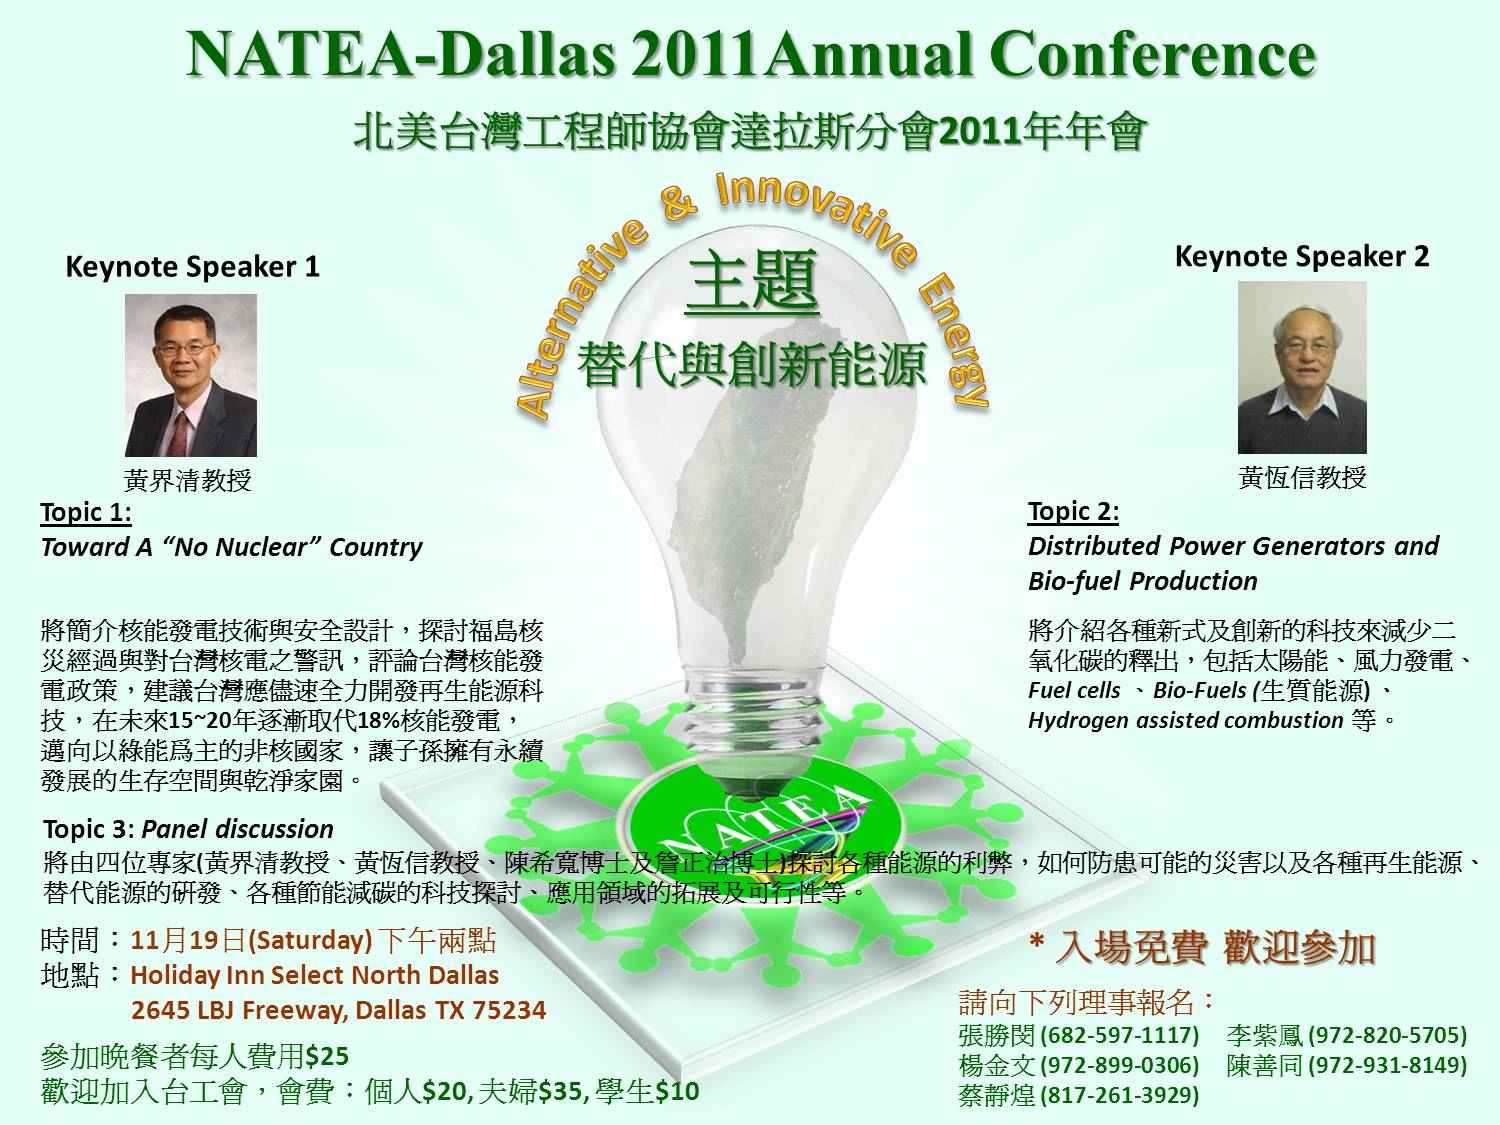 NATEA-Dallas 2011Annual Conference
北美台灣工程師協會達拉斯分會2011年年會
Alternative & Innovative Energy
主題
替代與創新能源
Keynote Speaker 1
黃界清教授
Topic 1:
Toward A “No Nuclear” Country
將簡介核能發電技術與安全設計，探討福島核
災經過與對台灣核電之警訊，評論台灣核能發
電政策，建議台灣應儘速全力開發再生能源科
技，在未來15~20年逐漸取代18%核能發電，
邁向以綠能為主的非核國家，讓子孫擁有永續
發展的生存空間與乾淨家園。
Keynote Speaker 2
黃恆信教授
Topic 2:
Distributed Power Generators and
Bio-fuel Production
將介紹各種新式及創新的科技來減少二
氧化碳的釋出，包括太陽能、風力發電、
Fuel cells 、Bio-Fuels (生質能源) 、
Hydrogen assisted combustion 等。
NATEA
Topic 3: Panel discussion
將由四位專家(黃界清教授、黃恆信教授、陳希寬博士及詹正治博士)探討各種能源的利弊，如何防患可能的災害以及各種再生能源、
替代能源的研發、各種節能減碳的科技探討、應用領域的拓展及可行性等。
時間：11月19日(Saturday) 下午兩點
地點：Holiday Inn Select North Dallas
2645 LBJ Freeway, Dallas TX 75234
參加晚餐者每人費用$25
歡迎加入台工會，會費：個人$20, 夫婦$35, 學生$10
* 入場免費 歡迎參加
請向下列理事報名：
張勝閔 (682-597-1117) 李紫鳳 (972-820-5705)
楊金文 (972-899-0306) 陳善同 (972-931-8149)
蔡靜煌 (817-261-3929)